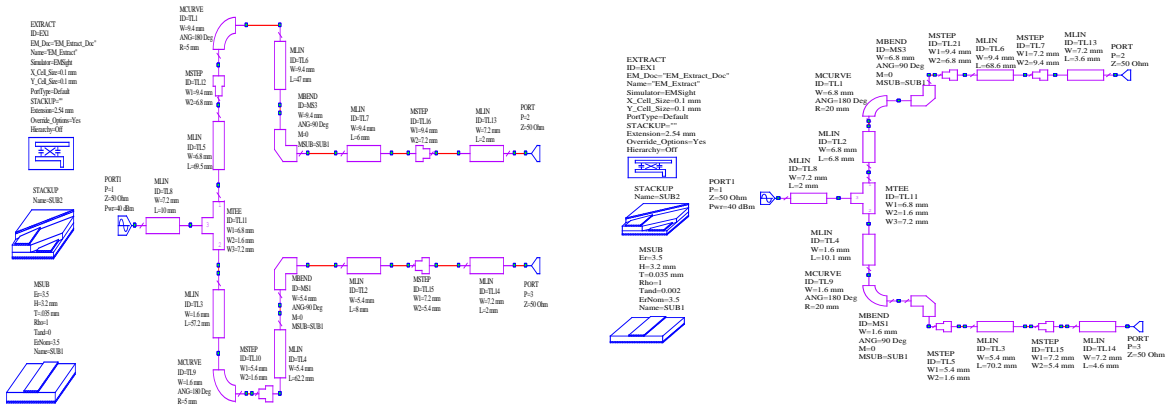 EXTRACT
ID=EX1
EM_Doc="EM_Extract_Doc"
Name="EM_Extract"
Simulator=EMSight
X_Cell_Size=0.1 mm
Y_Cell_Size=0.1 mm
PortType=Default
STACKUP=""
Extension=2.54 mm
Override_Options=Yes
Hierarchy=Off
STACKUP
Name=SUB2
MSUB
Er=3.5
H=3.2 mm
T=.035 mm
Rho=1
Tand=0
ErNom=3.5
Name=SUB1
PORT1
P=1
Z=50 Ohm
Pwr=40 dBm
MLIN
ID=TL8
W=7.2 mm
L=10 mm
MCURVE
ID=TL1
W=9.4 mm
ANG=180 Deg
R=5 mm
MSTEP
ID=TL12
W1=9.4 mm
W2=6.8 mm
MLIN
ID=TL5
W=6.8 mm
L=69.5 mm
3
1
2
MTEE
ID=TL11
W1=6.8 mm
W2=1.6 mm
W3=7.2 mm
MLIN
ID=TL3
W=1.6 mm
L=57.2 mm
MCURVE
ID=TL9
W=1.6 mm
ANG=180 Deg
R=5 mm
MSTEP
ID=TL10
W1=5.4 mm
W2=1.6 mm
MLIN
ID=TL6
W=9.4 mm
L=47 mm
MBEND
ID=MS3
W=9.4 mm
ANG=90 Deg
M=0
MSUB=SUB1
MLIN
ID=TL7
W=9.4 mm
L=6 mm
MSTEP
ID=TL16
W1=9.4 mm
W2=7.2 mm
MLIN
ID=TL13
W=7.2 mm
L=2 mm
PORT
P=2
Z=50 Ohm
MLIN
ID=TL4
W=5.4 mm
L=62.2 mm
MBEND
ID=MS1
W=5.4 mm
ANG=90 Deg
M=0
MSUB=SUB1
MLIN
ID=TL2
W=5.4 mm
L=8 mm
MSTEP
ID=TL15
W1=7.2 mm
W2=5.4 mm
MLIN
ID=TL14
W=7.2 mm
L=2 mm
PORT
P=3
Z=50 Ohm
EXTRACT
ID=EX1
EM_Doc="EM_Extract_Doc"
Name="EM_Extract"
Simulator=EMSight
X_Cell_Size=0.1 mm
Y_Cell_Size=0.1 mm
PortType=Default
STACKUP=""
Extension=2.54 mm
Override_Options=Yes
Hierarchy=Off
STACKUP
Name=SUB2
MSUB
Er=3.5
H=3.2 mm
T=0.035 mm
Rho=1
Tand=0.002
ErNom=3.5
Name=SUB1
PORT1
P=1
Z=50 Ohm
Pwr=40 dBm
MLIN
ID=TL8
W=7.2 mm
L=2 mm
MCURVE
ID=TL1
W=6.8 mm
ANG=180 Deg
R=20 mm
MLIN
ID=TL2
W=6.8 mm
L=6.8 mm
3
1
2
MTEE
ID=TL11
W1=6.8 mm
W2=1.6 mm
W3=7.2 mm
MLIN
ID=TL4
W=1.6 mm
L=10.1 mm
MCURVE
ID=TL9
W=1.6 mm
ANG=180 Deg
R=20 mm
MBEND
ID=MS1
W=1.6 mm
ANG=90 Deg
M=0
MSUB=SUB1
MBEND
ID=MS3
W=6.8 mm
ANG=90 Deg
M=0
MSUB=SUB1
MSTEP
ID=TL21
W1=9.4 mm
W2=6.8 mm
MLIN
ID=TL6
W=9.4 mm
L=68.6 mm
MSTEP
ID=TL7
W1=7.2 mm
W2=9.4 mm
MLIN
ID=TL13
W=7.2 mm
L=3.6 mm
PORT
P=2
Z=50 Ohm
MSTEP
ID=TL5
W1=5.4 mm
W2=1.6 mm
MLIN
ID=TL3
W=5.4 mm
L=70.2 mm
MSTEP
ID=TL15
W1=7.2 mm
W2=5.4 mm
MLIN
ID=TL14
W=7.2 mm
L=4.6 mm
PORT
P=3
Z=50 Ohm